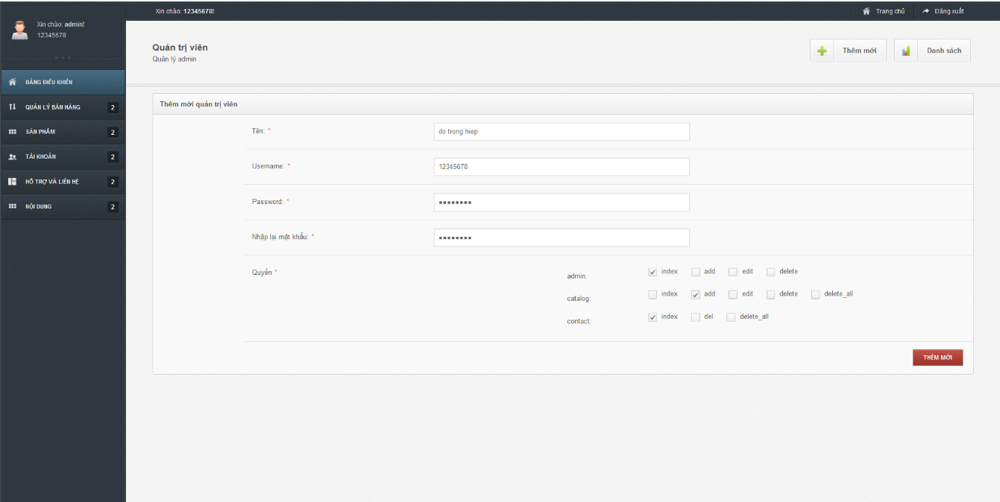 Xin chào: admin!
12345678
Xin chào: 12345678!
Trang chủ
Đăng xuất
Quản trị viên
Quản lý admin
Thêm mới
Danh sách
BẢNG ĐIỀU KHIỂN
QUẢN LÝ BÁN HÀNG 2
SẢN PHẨM 2
TÀI KHOẢN 2
HỖ TRỢ VÀ LIÊN HỆ 2
NỘI DUNG 2
Thêm mới quản trị viên
Tên: * do trong hiep
Username: * 12345678
Password: * ●●●●●●●●
Nhập lại mật khẩu: * ●●●●●●●●
Quyền *
admin: index add edit delete
catalog: index add edit delete delete_all
contact: index del delete_all
THÊM MỚI